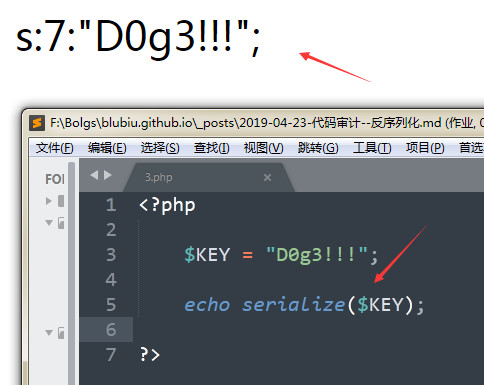 s:7:"D0g3!!!";
F:\Bolgs\blubiu.github.io\_posts\2019-04-23-代码审计--反序列化.md (作业, 0
文件(F) 编辑(E) 选择(S) 查找(I) 视图(V) 跳转(G) 工具(T) 项目(P) 首选
FOL
3.php ×
1 <?php
2
3 $KEY = "D0g3!!!";
4
5 echo serialize($KEY);
6
7 ?>